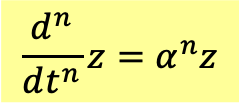 dⁿ/dtⁿ z = αⁿz